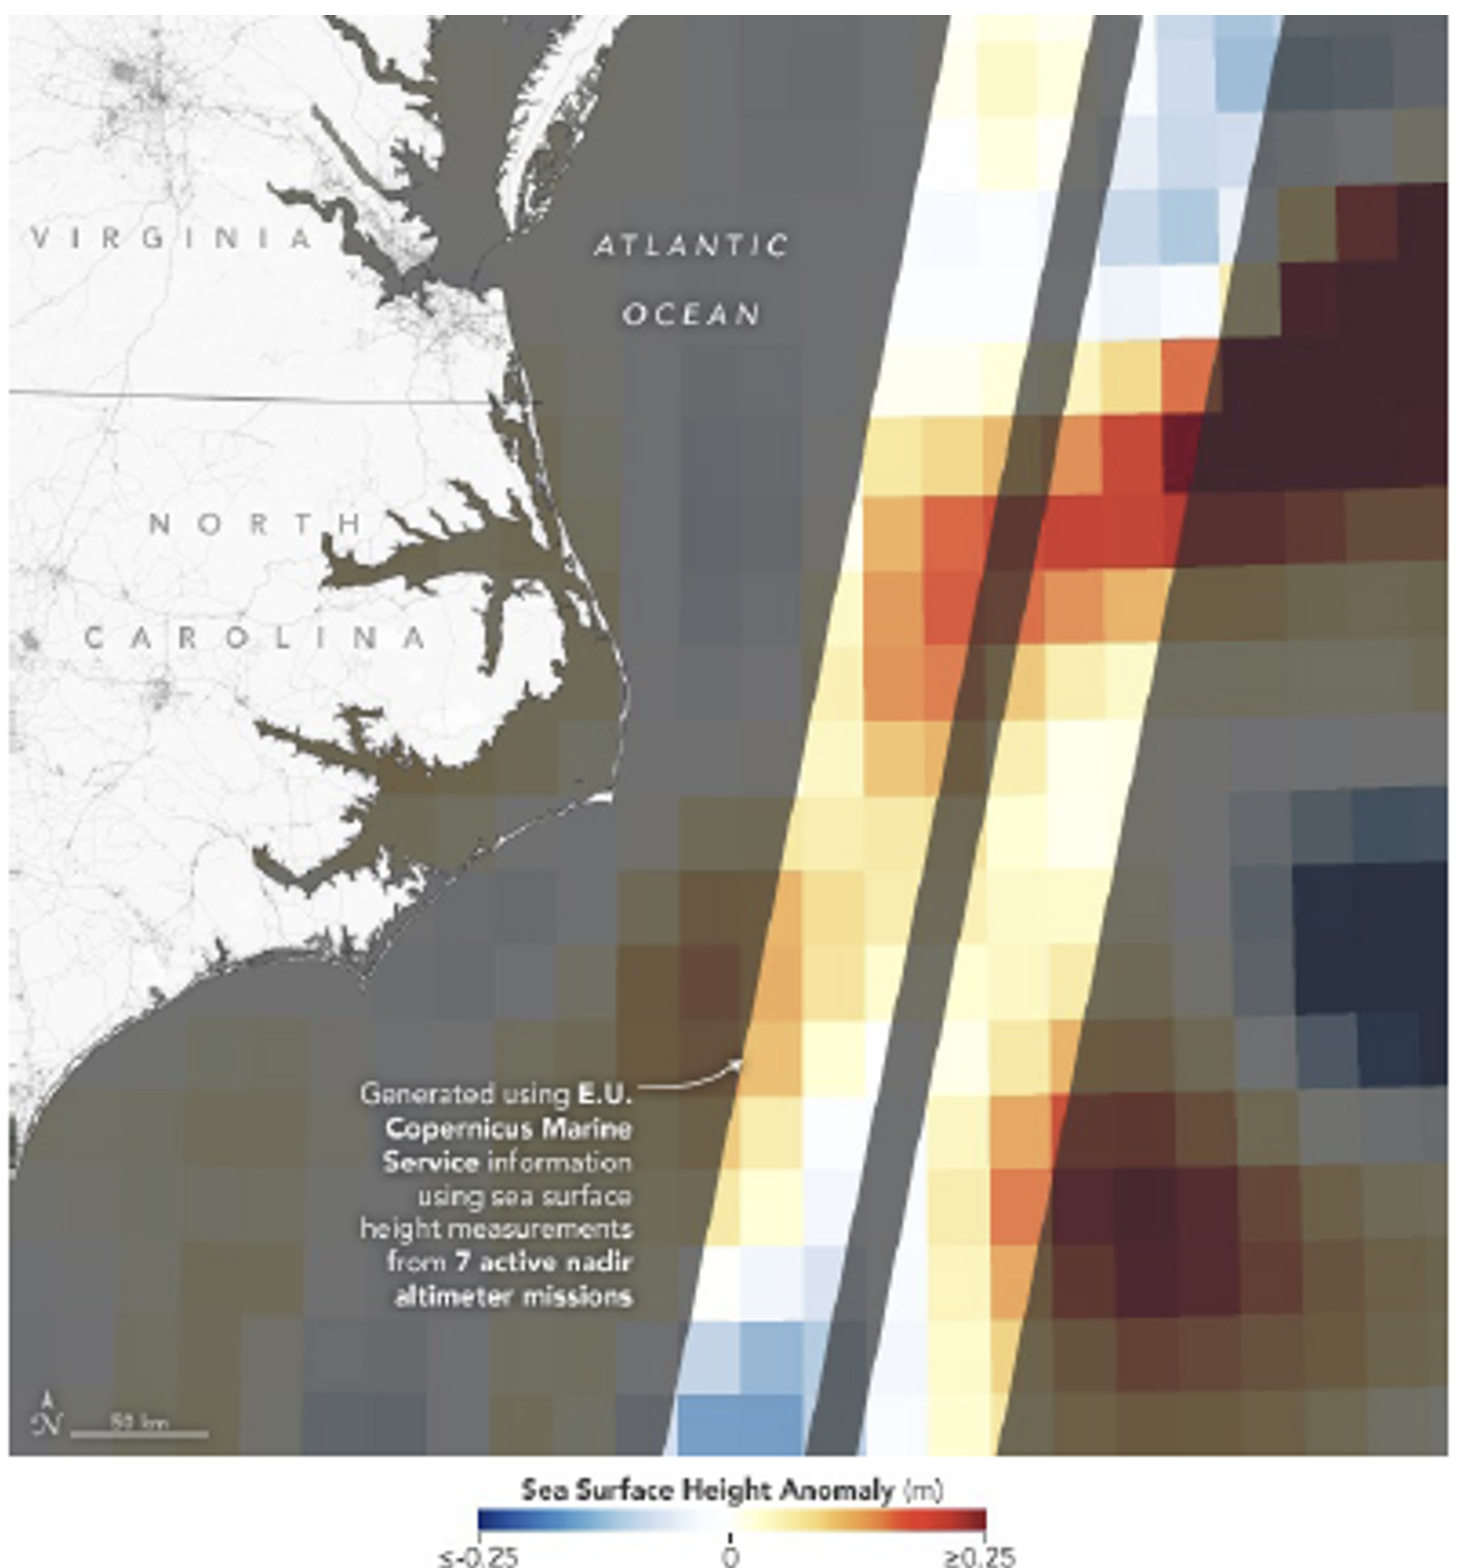 VIRGINIA
ATLANTIC
OCEAN
NORTH
CAROLINA
Generated using E.U.
Copernicus Marine
Service information
using sea surface
height measurements
from 7 active nadir
altimeter missions
N
50 km
Sea Surface Height Anomaly (m)
≤-0.25 0 ≥0.25